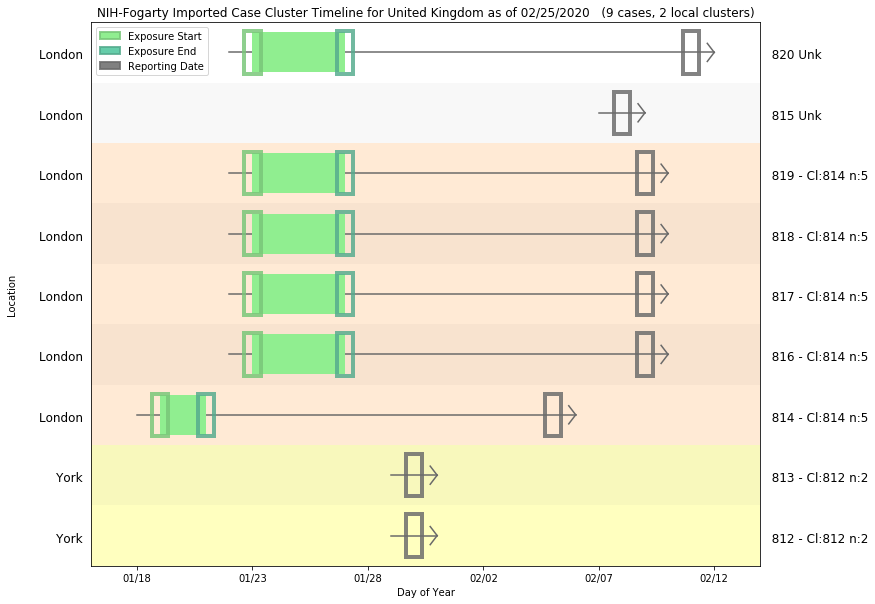 NIH-Fogarty Imported Case Cluster Timeline for United Kingdom as of 02/25/2020   (9 cases, 2 local clusters)
Exposure Start
Exposure End
Reporting Date
London 820 Unk
London 815 Unk
London 819 - Cl:814 n:5
London 818 - Cl:814 n:5
London 817 - Cl:814 n:5
London 816 - Cl:814 n:5
London 814 - Cl:814 n:5
York 813 - Cl:812 n:2
York 812 - Cl:812 n:2
Location
01/18 01/23 01/28 02/02 02/07 02/12
Day of Year